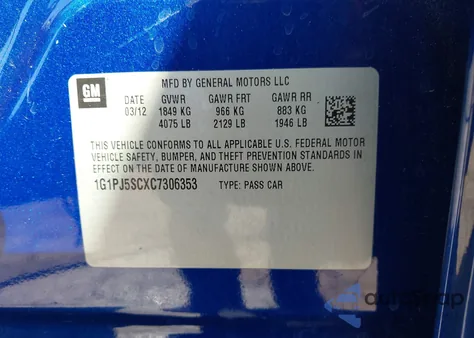 GM
MFD BY GENERAL MOTORS LLC
DATE GVWR GAWR FRT GAWR RR
03/12 1849 KG 966 KG 883 KG
4075 LB 2129 LB 1946 LB
THIS VEHICLE CONFORMS TO ALL APPLICABLE U.S. FEDERAL MOTOR
VEHICLE SAFETY, BUMPER, AND THEFT PREVENTION STANDARDS IN
EFFECT ON THE DATE OF MANUFACTURE SHOWN ABOVE.
1G1PJ5SCXC7306353 TYPE: PASS CAR